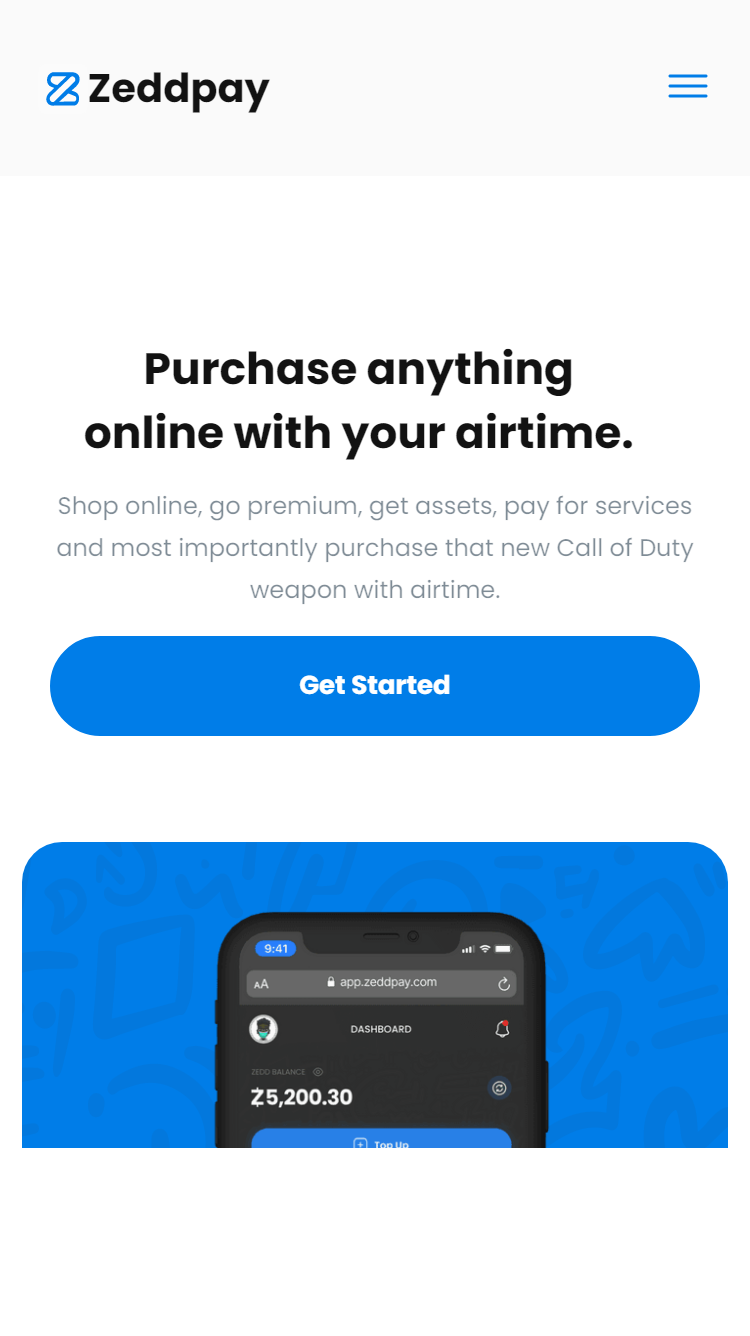 Zeddpay
Purchase anything
online with your airtime.
Shop online, go premium, get assets, pay for services
and most importantly purchase that new Call of Duty
weapon with airtime.
Get Started
9:41
AA app.zeddpay.com
DASHBOARD
ZEDD BALANCE
Ƶ5,200.30
Top Up